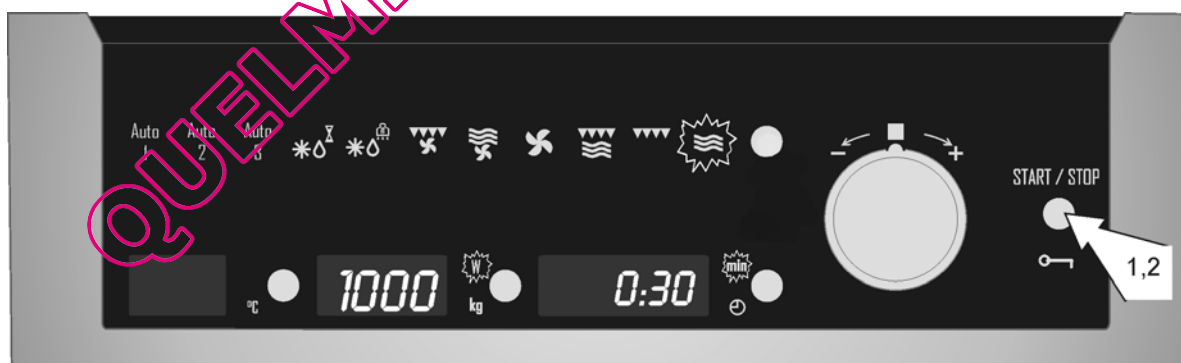 QUELM
Auto
1
Auto
2
Auto
3
- +
START / STOP
°C
1000
W
kg
0:30
min
1,2